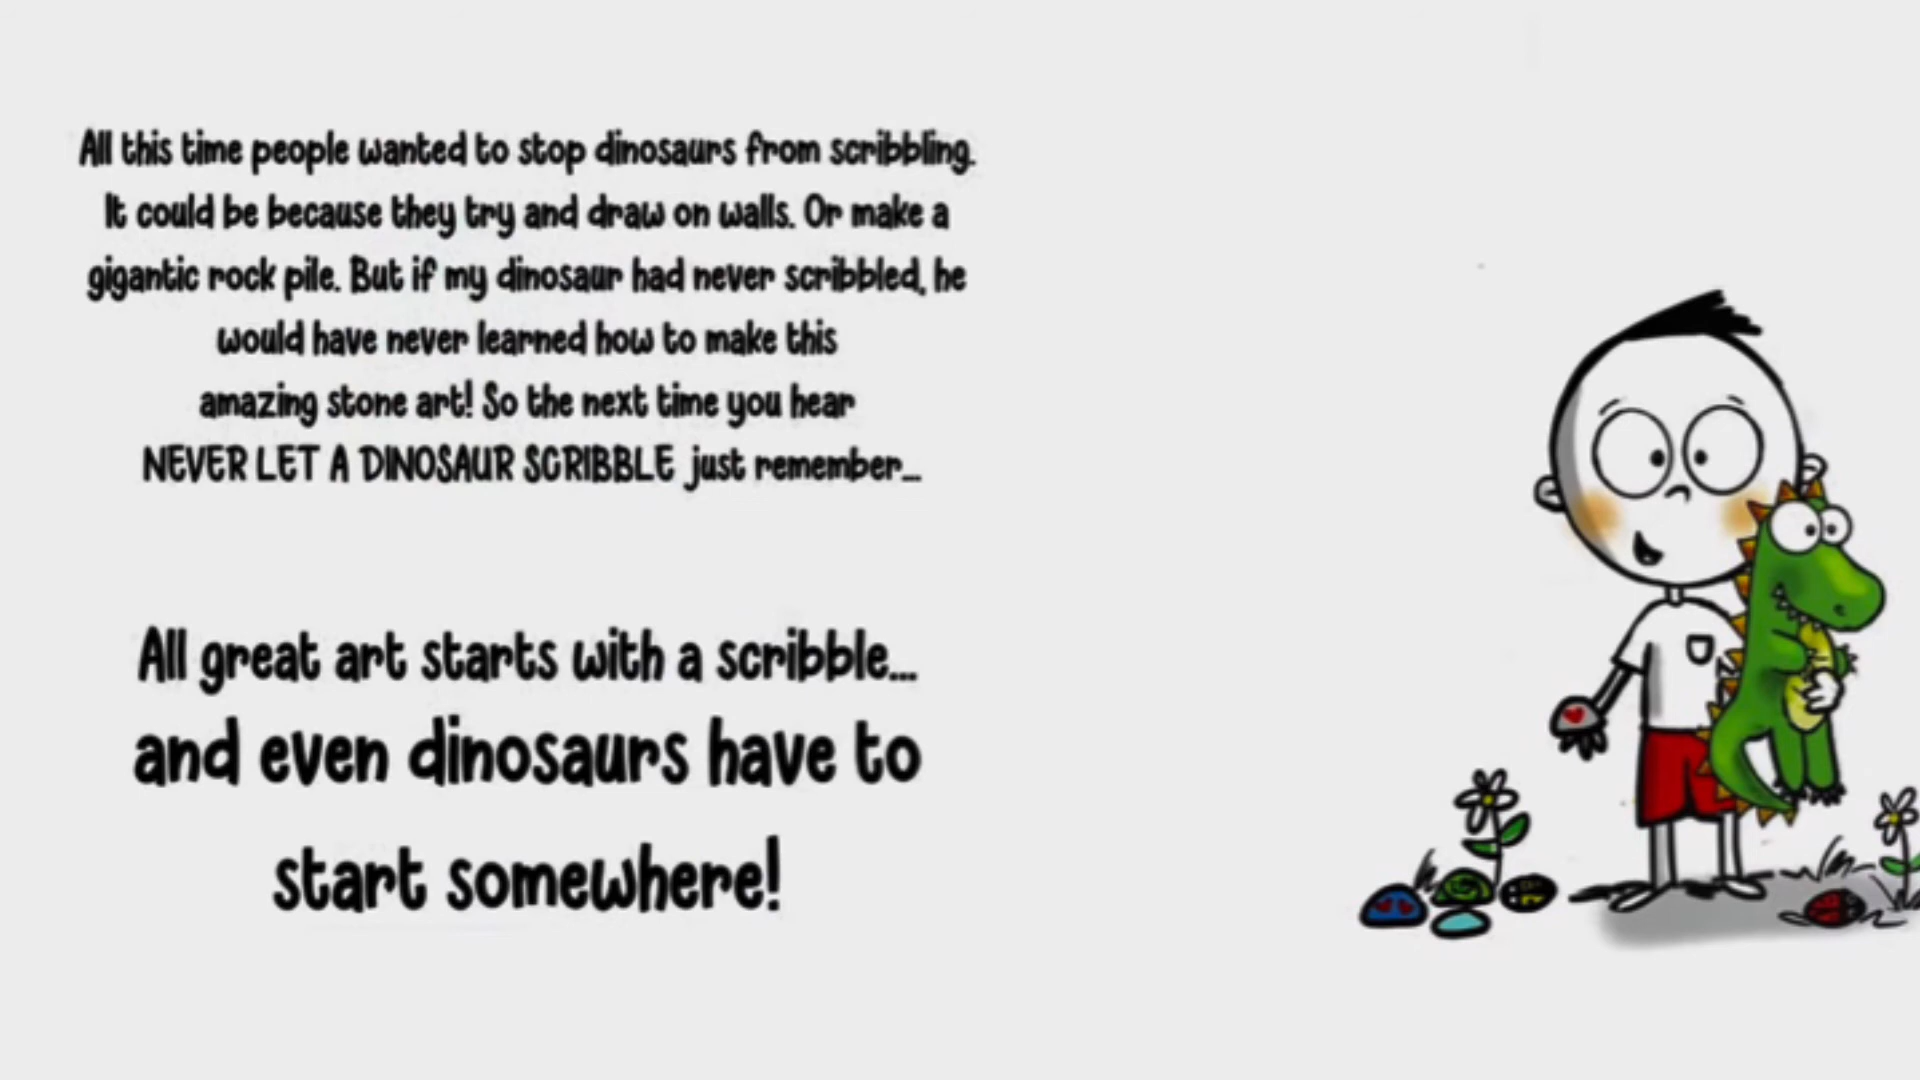 All this time people wanted to stop dinosaurs from scribbling.
It could be because they try and draw on walls. Or make a
gigantic rock pile. But if my dinosaur had never scribbled, he
would have never learned how to make this
amazing stone art! So the next time you hear
NEVER LET A DINOSAUR SCRIBBLE just remember...
All great art starts with a scribble...
and even dinosaurs have to
start somewhere!